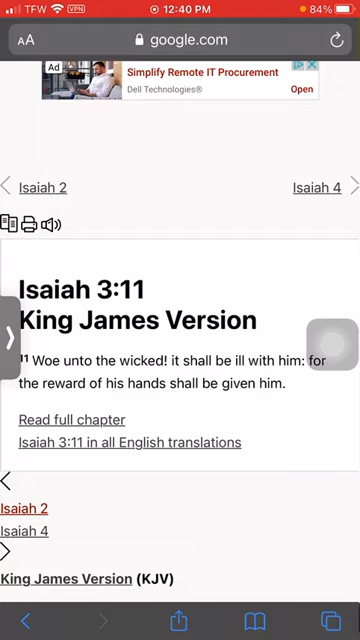 TFW VPN 12:40 PM 84%
AA google.com
Ad
Simplify Remote IT Procurement
Dell Technologies® Open
Isaiah 2 Isaiah 4
Isaiah 3:11
King James Version
11 Woe unto the wicked! it shall be ill with him: for
the reward of his hands shall be given him.
Read full chapter
Isaiah 3:11 in all English translations
Isaiah 2
Isaiah 4
King James Version (KJV)